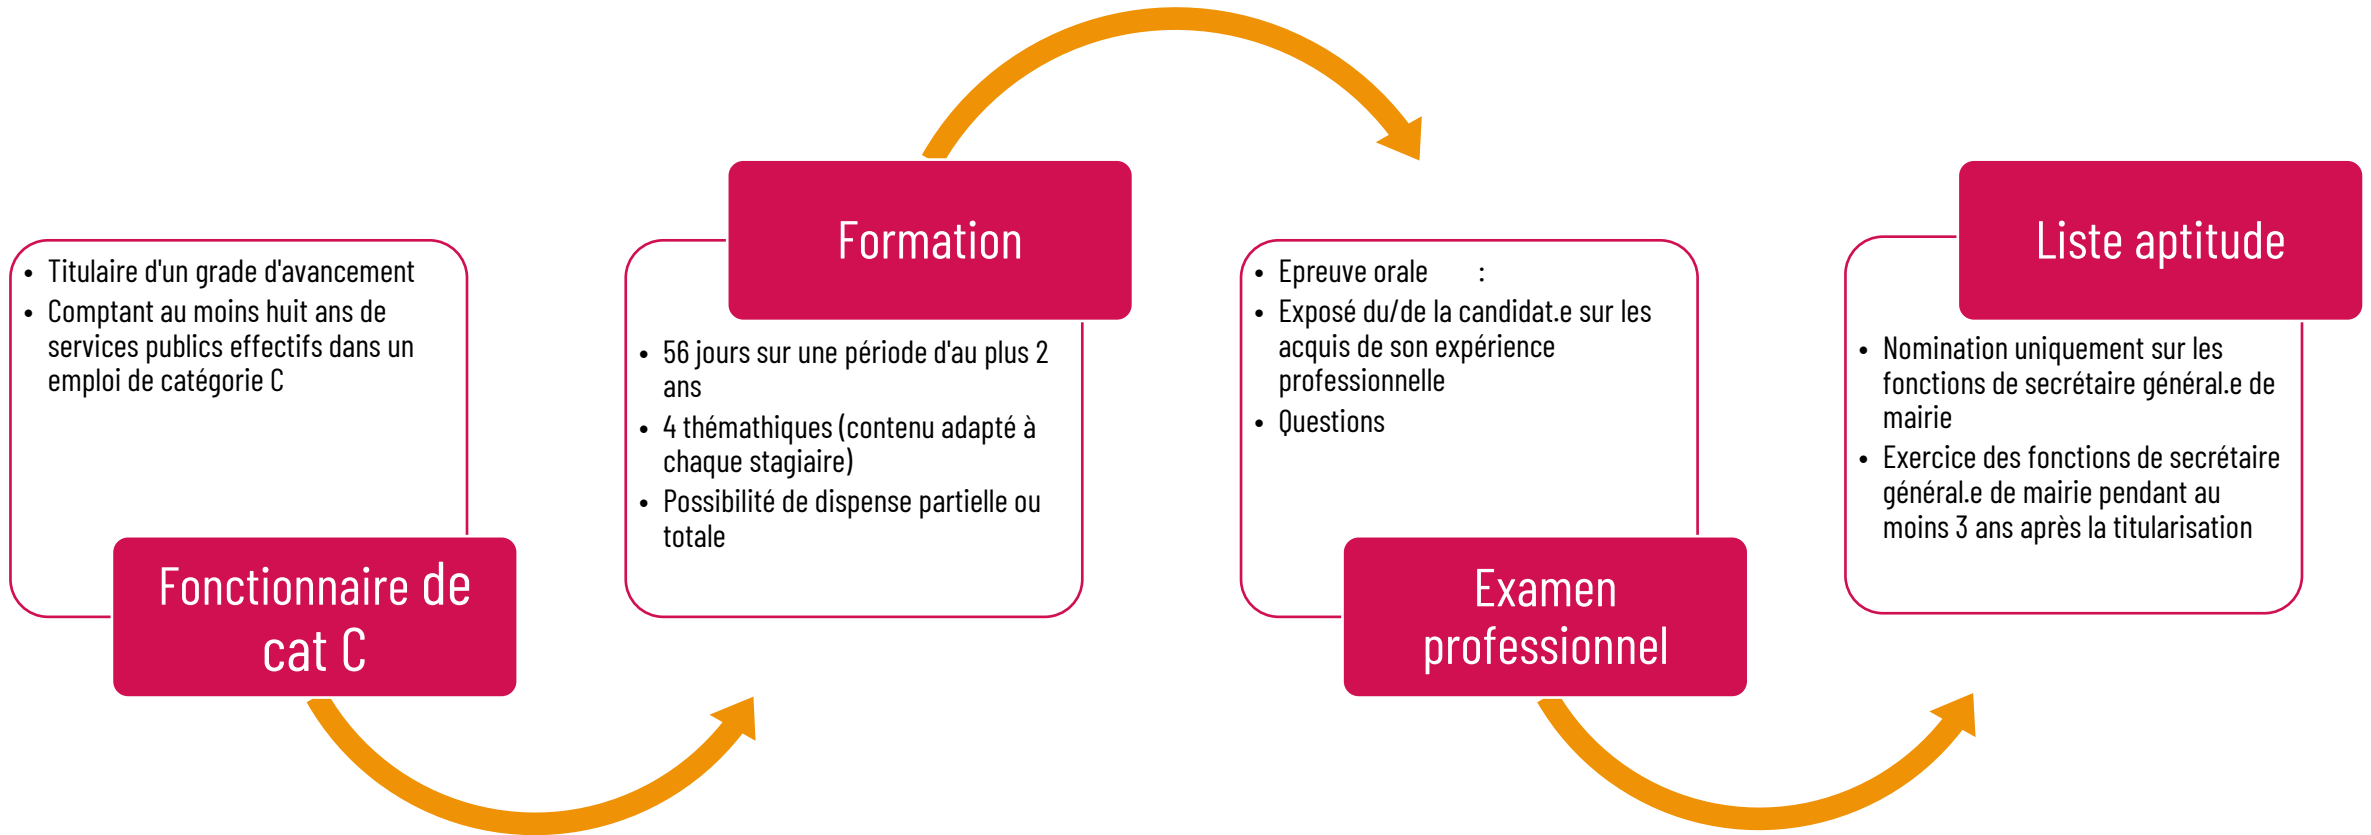 • Titulaire d'un grade d'avancement
• Comptant au moins huit ans de
services publics effectifs dans un
emploi de catégorie C
Fonctionnaire de
cat C
Formation
• 56 jours sur une période d'au plus 2
ans
• 4 thémathiques (contenu adapté à
chaque stagiaire)
• Possibilité de dispense partielle ou
totale
• Epreuve orale :
• Exposé du/de la candidat.e sur les
acquis de son expérience
professionnelle
• Questions
Examen
professionnel
Liste aptitude
• Nomination uniquement sur les
fonctions de secrétaire général.e de
mairie
• Exercice des fonctions de secrétaire
général.e de mairie pendant au
moins 3 ans après la titularisation